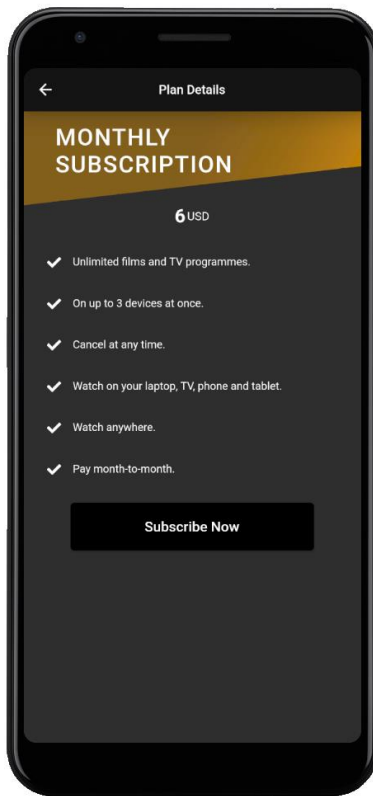 Plan Details
MONTHLY
SUBSCRIPTION
6 USD
Unlimited films and TV programmes.
On up to 3 devices at once.
Cancel at any time.
Watch on your laptop, TV, phone and tablet.
Watch anywhere.
Pay month-to-month.
Subscribe Now